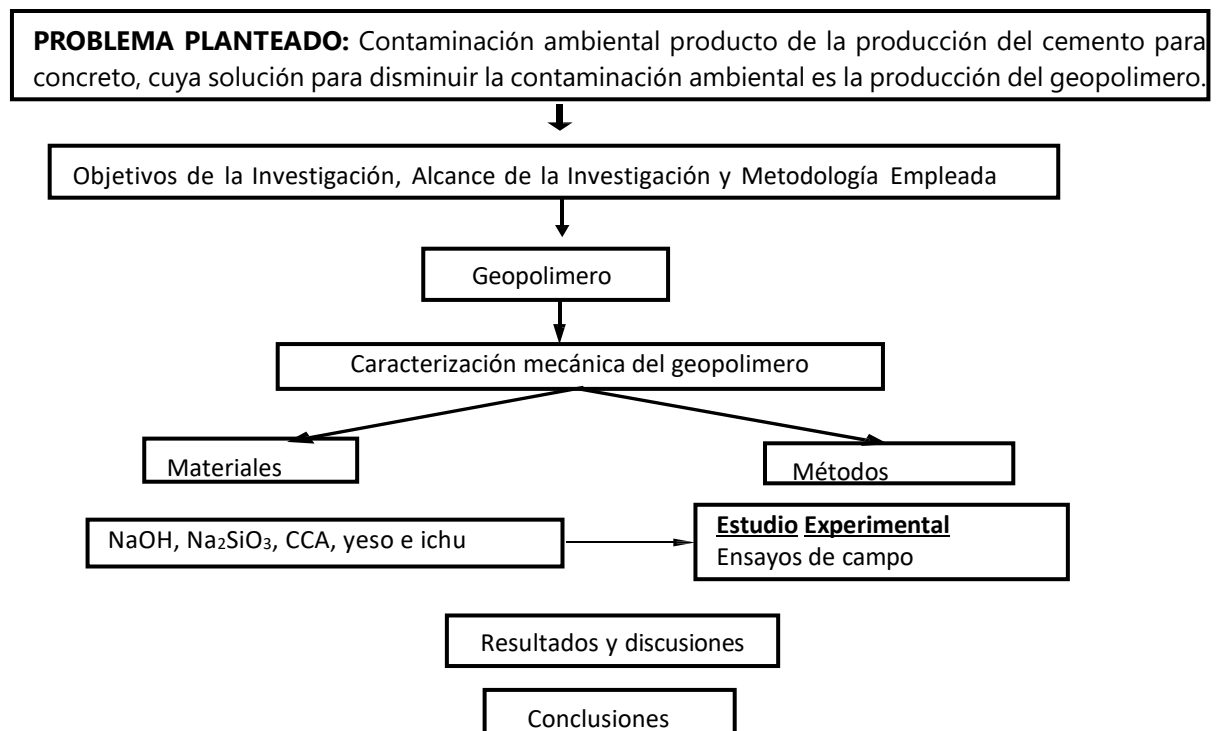 PROBLEMA PLANTEADO: Contaminación ambiental producto de la producción del cemento para
concreto, cuya solución para disminuir la contaminación ambiental es la producción del geopolimero.
Objetivos de la Investigación, Alcance de la Investigación y Metodología Empleada
Geopolimero
Caracterización mecánica del geopolimero
Materiales
Métodos
NaOH, Na₂SiO₃, CCA, yeso e ichu
Estudio Experimental
Ensayos de campo
Resultados y discusiones
Conclusiones